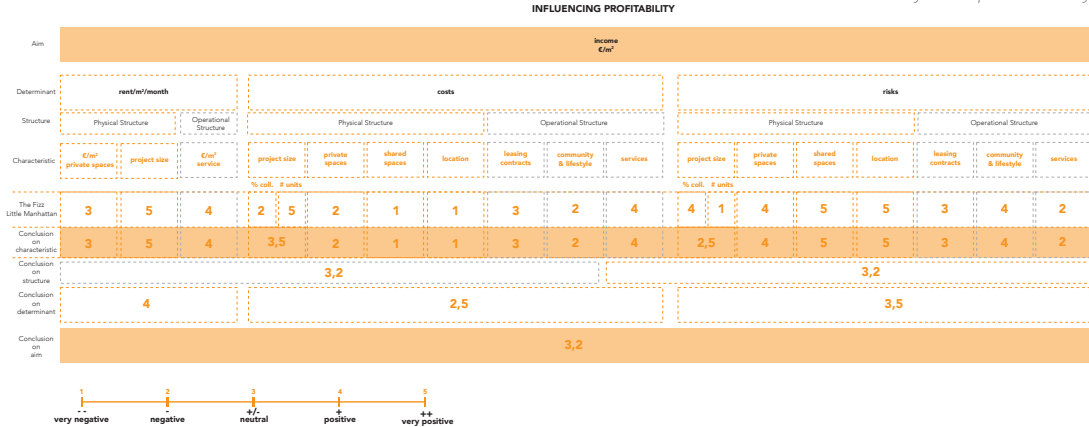 INFLUENCING PROFITABILITY
Aim
income
€/m²
Determinant
rent/m²/month
costs
risks
Structure
Physical Structure
Operational
Structure
Physical Structure
Operational Structure
Physical Structure
Operational Structure
Characteristic
€/m²
private spaces
project size
€/m²
service
project size
private
spaces
shared
spaces
location
leasing
contracts
community
& lifestyle
services
project size
private
spaces
shared
spaces
location
leasing
contracts
community
& lifestyle
services
% coll. # units
% coll. # units
The Fizz
Little Manhattan
3 5 4 2 5 2 1 1 3 2 4 4 1 4 5 5 3 4 2
Conclusion
on
characteristic
3 5 4 3,5 2 1 1 3 2 4 2,5 4 5 5 3 4 2
Conclusion
on
structure
3,2 3,2
Conclusion
on
determinant
4 2,5 3,5
Conclusion
on
aim
3,2
1 2 3 4 5
- - - +/- + ++
very negative negative neutral positive very positive